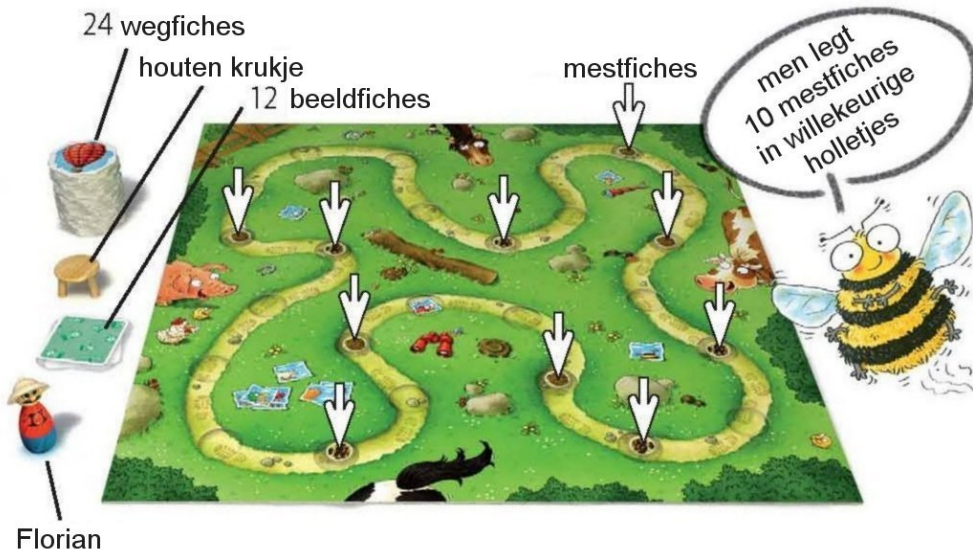 24 wegfiches
houten krukje
12 beeldfiches
mestfiches
men legt
10 mestfiches
in willekeurige
holletjes
Florian